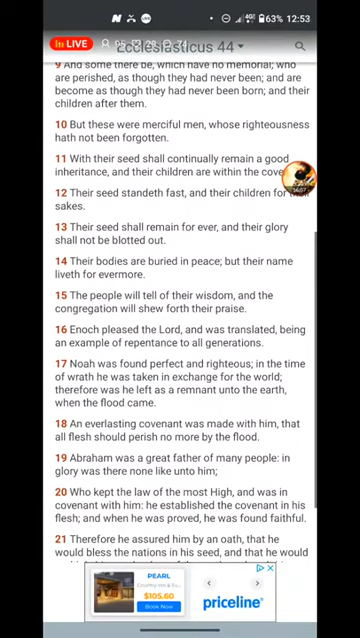 63% 12:53
LIVE
Ecclesiasticus 44
9 And some there be, which have no memorial; who
are perished, as though they had never been; and are
become as though they had never been born; and their
children after them.
10 But these were merciful men, whose righteousness
hath not been forgotten.
11 With their seed shall continually remain a good
inheritance, and their children are within the
12 Their seed standeth fast, and their children for their
sakes.
13 Their seed shall remain for ever, and their glory
shall not be blotted out.
14 Their bodies are buried in peace; but their name
liveth for evermore.
15 The people will tell of their wisdom, and the
congregation will shew forth their praise.
16 Enoch pleased the Lord, and was translated, being
an example of repentance to all generations.
17 Noah was found perfect and righteous; in the time
of wrath he was taken in exchange for the world;
therefore was he left as a remnant unto the earth,
when the flood came.
18 An everlasting covenant was made with him, that
all flesh should perish no more by the flood.
19 Abraham was a great father of many people: in
glory was there none like unto him;
20 Who kept the law of the most High, and was in
covenant with him: he established the covenant in his
flesh; and when he was proved, he was found faithful.
21 Therefore he assured him by an oath, that he
would bless the nations in his seed, and that he would
PEARL
$105.60
Book Now
priceline